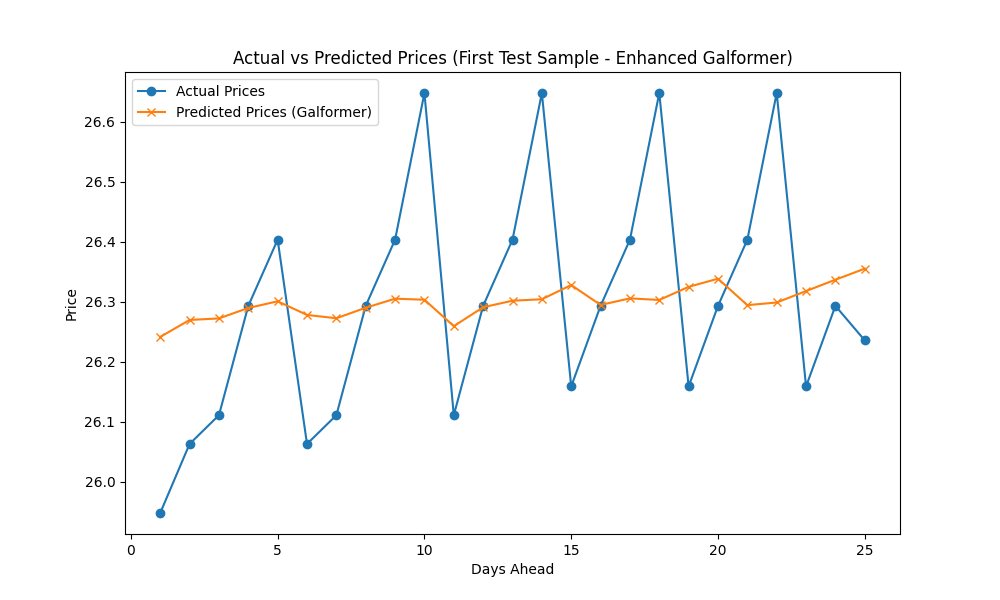 Actual vs Predicted Prices (First Test Sample - Enhanced Galformer)
Actual Prices
Predicted Prices (Galformer)
26.6
26.5
26.4
26.3
26.2
26.1
26.0
Price
0 5 10 15 20 25
Days Ahead